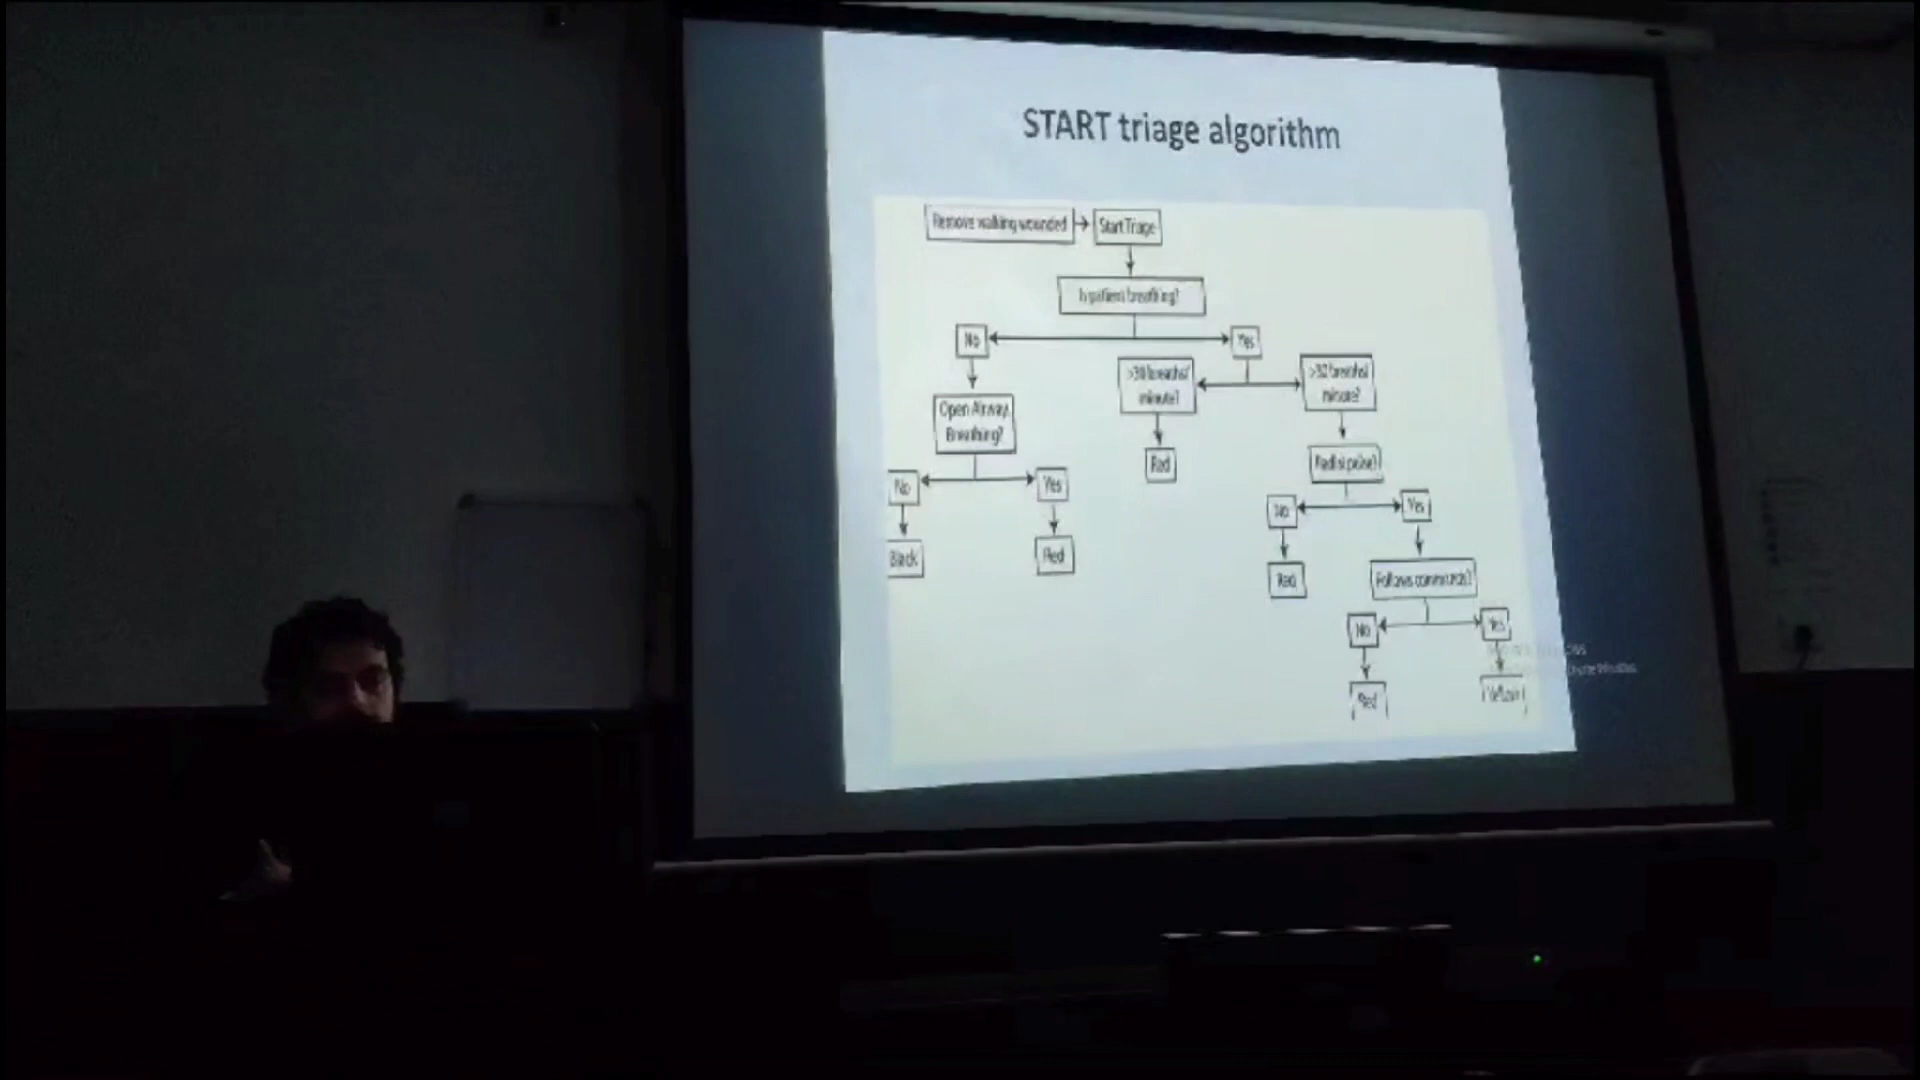 START triage algorithm
Remove walking wounded
Start Triage
Is patient breathing?
No
Yes
>30 breaths/
minute?
>30 breaths/
minute?
Open Airway.
Breathing?
Red
Radial pulse?
No
Yes
No
Yes
Black
Red
Red
Follows commands?
No
Yes
Red
Yellow